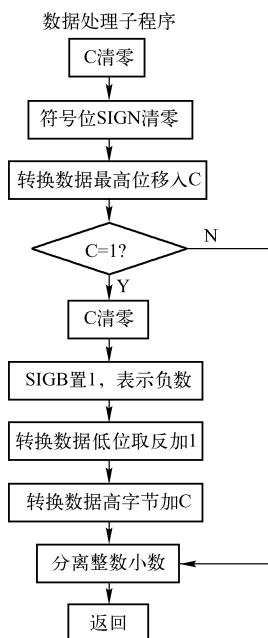 数据处理子程序
C清零
符号位SIGN清零
转换数据最高位移入C
C=1?
N
Y
C清零
SIGB置1，表示负数
转换数据低位取反加1
转换数据高字节加C
分离整数小数
返回